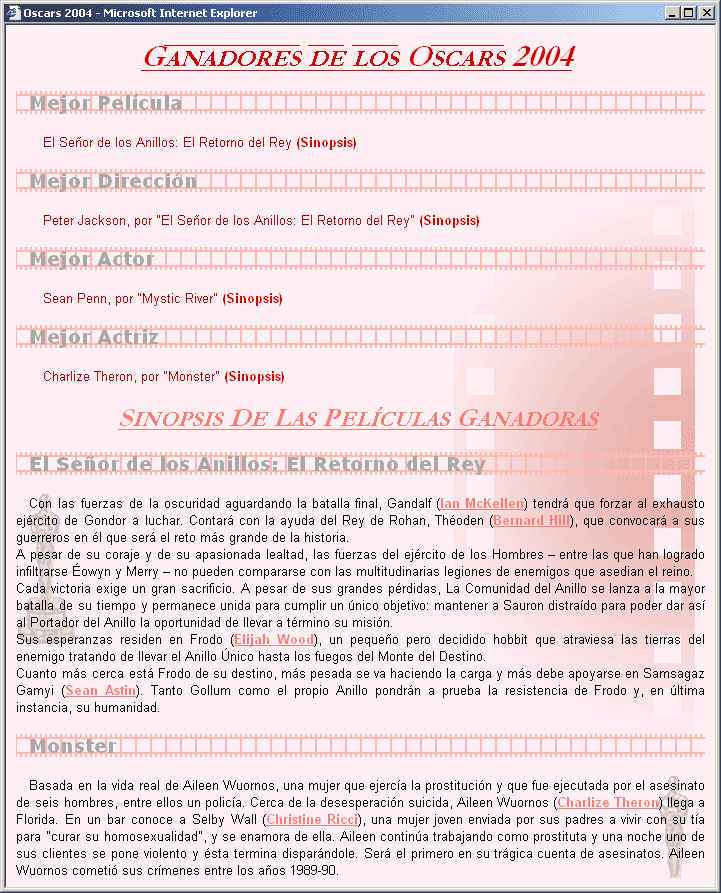 Oscars 2004 - Microsoft Internet Explorer
GANADORES DE LOS OSCARS 2004
Mejor Película
El Señor de los Anillos: El Retorno del Rey (Sinopsis)
Mejor Dirección
Peter Jackson, por "El Señor de los Anillos: El Retorno del Rey" (Sinopsis)
Mejor Actor
Sean Penn, por "Mystic River" (Sinopsis)
Mejor Actriz
Charlize Theron, por "Monster" (Sinopsis)
SINOPSIS DE LAS PELÍCULAS GANADORAS
El Señor de los Anillos: El Retorno del Rey
Con las fuerzas de la oscuridad aguardando la batalla final, Gandalf (Ian McKellen) tendrá que forzar al exhausto
ejército de Gondor a luchar. Contará con la ayuda del Rey de Rohan, Théoden (Bernard Hill), que convocará a sus
guerreros en él que será el reto más grande de la historia.
A pesar de su coraje y de su apasionada lealtad, las fuerzas del ejército de los Hombres – entre las que han logrado
infiltrarse Éowyn y Merry – no pueden compararse con las multitudinarias legiones de enemigos que asedian el reino.
Cada victoria exige un gran sacrificio. A pesar de sus grandes pérdidas, La Comunidad del Anillo se lanza a la mayor
batalla de su tiempo y permanece unida para cumplir un único objetivo: mantener a Sauron distraído para poder dar así
al Portador del Anillo la oportunidad de llevar a término su misión.
Sus esperanzas residen en Frodo (Elijah Wood), un pequeño pero decidido hobbit que atraviesa las tierras del
enemigo tratando de llevar el Anillo Único hasta los fuegos del Monte del Destino.
Cuanto más cerca está Frodo de su destino, más pesada se va haciendo la carga y más debe apoyarse en Samsagaz
Gamyi (Sean Astin). Tanto Gollum como el propio Anillo pondrán a prueba la resistencia de Frodo y, en última
instancia, su humanidad.
Monster
Basada en la vida real de Aileen Wuornos, una mujer que ejercía la prostitución y que fue ejecutada por el asesinato
de seis hombres, entre ellos un policía. Cerca de la desesperación suicida, Aileen Wuornos (Charlize Theron) llega a
Florida. En un bar conoce a Selby Wall (Christine Ricci), una mujer joven enviada por sus padres a vivir con su tía
para "curar su homosexualidad", y se enamora de ella. Aileen continúa trabajando como prostituta y una noche uno de
sus clientes se pone violento y ésta termina disparándole. Será el primero en su trágica cuenta de asesinatos. Aileen
Wuornos cometió sus crímenes entre los años 1989-90.